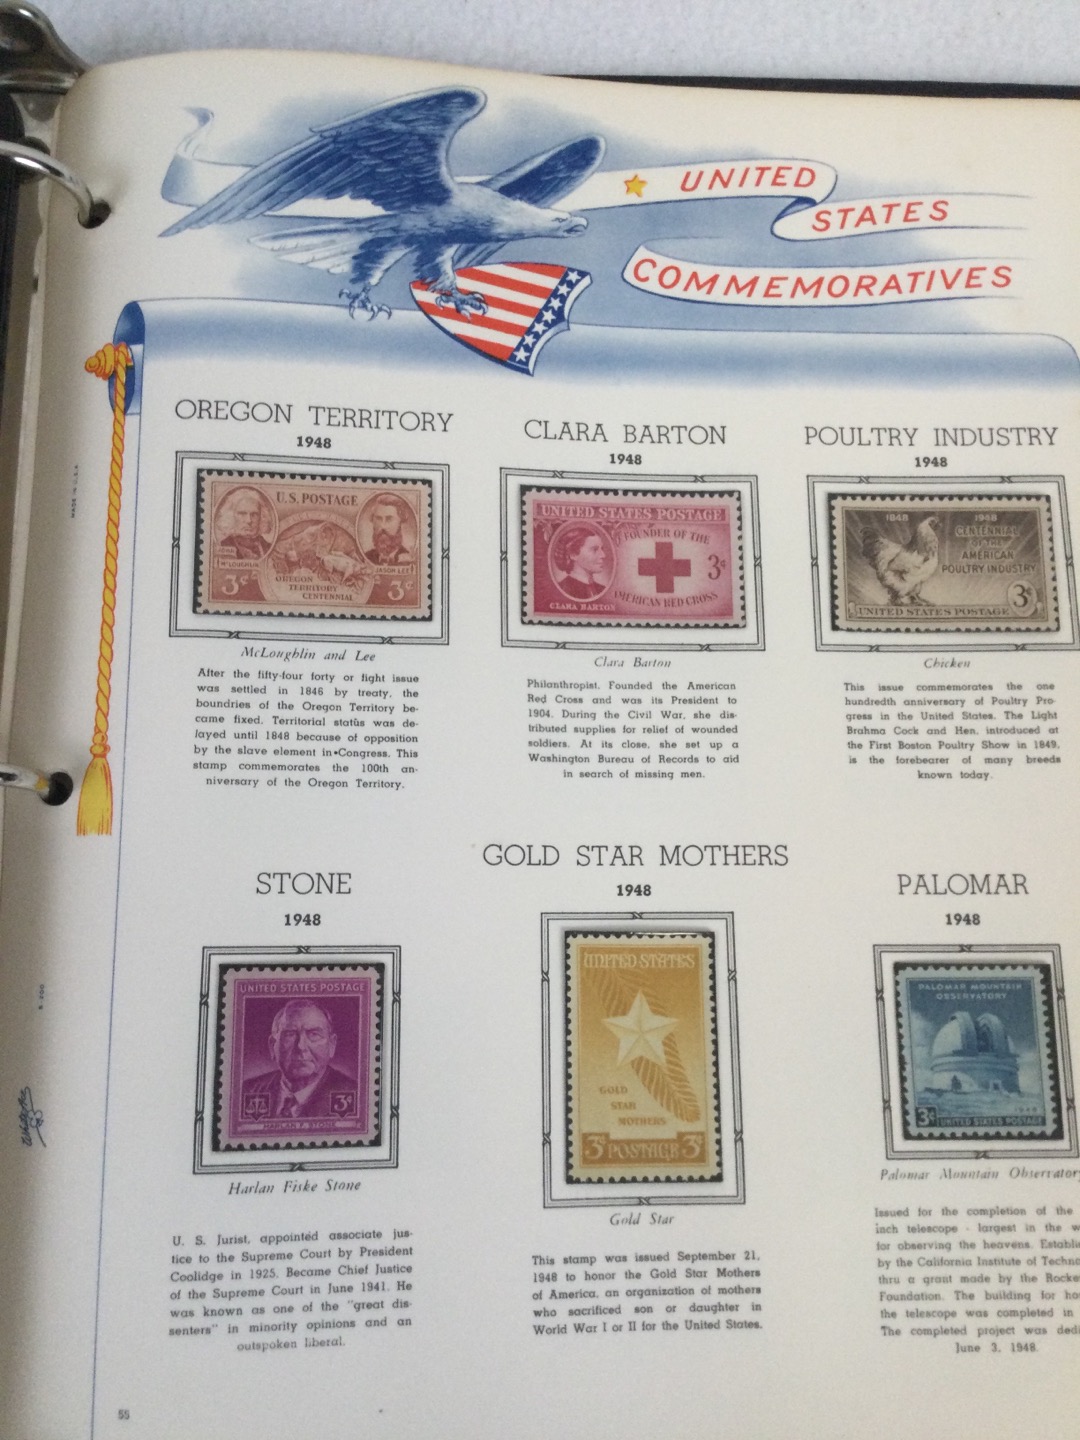 UNITED
STATES
COMMEMORATIVES
OREGON TERRITORY
1948
U.S. POSTAGE
JOHN
McLOUGHLIN
JASON LEE
3¢
OREGON
TERRITORY
CENTENNIAL
3¢
McLoughlin and Lee
After the fifty-four forty or fight issue
was settled in 1846 by treaty, the
boundries of the Oregon Territory be-
came fixed. Territorial status was de-
layed until 1848 because of opposition
by the slave element in Congress. This
stamp commemorates the 100th an-
niversary of the Oregon Territory.
CLARA BARTON
1948
UNITED STATES POSTAGE
FOUNDER OF THE
3¢
AMERICAN RED CROSS
CLARA BARTON
Clara Barton
Philanthropist. Founded the American
Red Cross and was its President to
1904. During the Civil War, she dis-
tributed supplies for relief of wounded
soldiers. At its close, she set up a
Washington Bureau of Records to aid
in search of missing men.
POULTRY INDUSTRY
1948
1848 1948
CENTENNIAL
OF THE
AMERICAN
POULTRY INDUSTRY
3¢
UNITED STATES POSTAGE
Chicken
This issue commemorates the one
hundredth anniversary of Poultry Pro-
gress in the United States. The Light
Brahma Cock and Hen, introduced at
the First Boston Poultry Show in 1849,
is the forebearer of many breeds
known today.
STONE
1948
UNITED STATES POSTAGE
3¢
HARLAN F. STONE
Harlan Fiske Stone
U. S. Jurist, appointed associate jus-
tice to the Supreme Court by President
Coolidge in 1925. Became Chief Justice
of the Supreme Court in June 1941. He
was known as one of the "great dis-
senters" in minority opinions and an
outspoken liberal.
GOLD STAR MOTHERS
1948
UNITED STATES
GOLD
STAR
MOTHERS
3¢ POSTAGE 3¢
Gold Star
This stamp was issued September 21,
1948 to honor the Gold Star Mothers
of America, an organization of mothers
who sacrificed son or daughter in
World War I or II for the United States.
PALOMAR
1948
PALOMAR MOUNTAIN
OBSERVATORY
1948
3¢ UNITED STATES POSTAGE
Palomar Mountain Observator
Issued for the completion of the
inch telescope - largest in the w
for observing the heavens. Establi
by the California Institute of Techno
thru a grant made by the Rocke
Foundation. The building for ho
the telescope was completed in
The completed project was dedi
June 3, 1948.
MADE IN U.S.A.
55